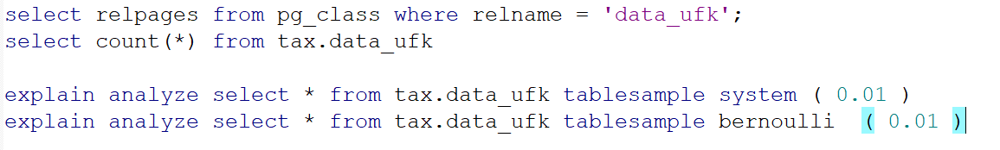 select relpages from pg_class where relname = 'data_ufk';
select count(*) from tax.data_ufk
explain analyze select * from tax.data_ufk tablesample system ( 0.01 )
explain analyze select * from tax.data_ufk tablesample bernoulli  ( 0.01 )